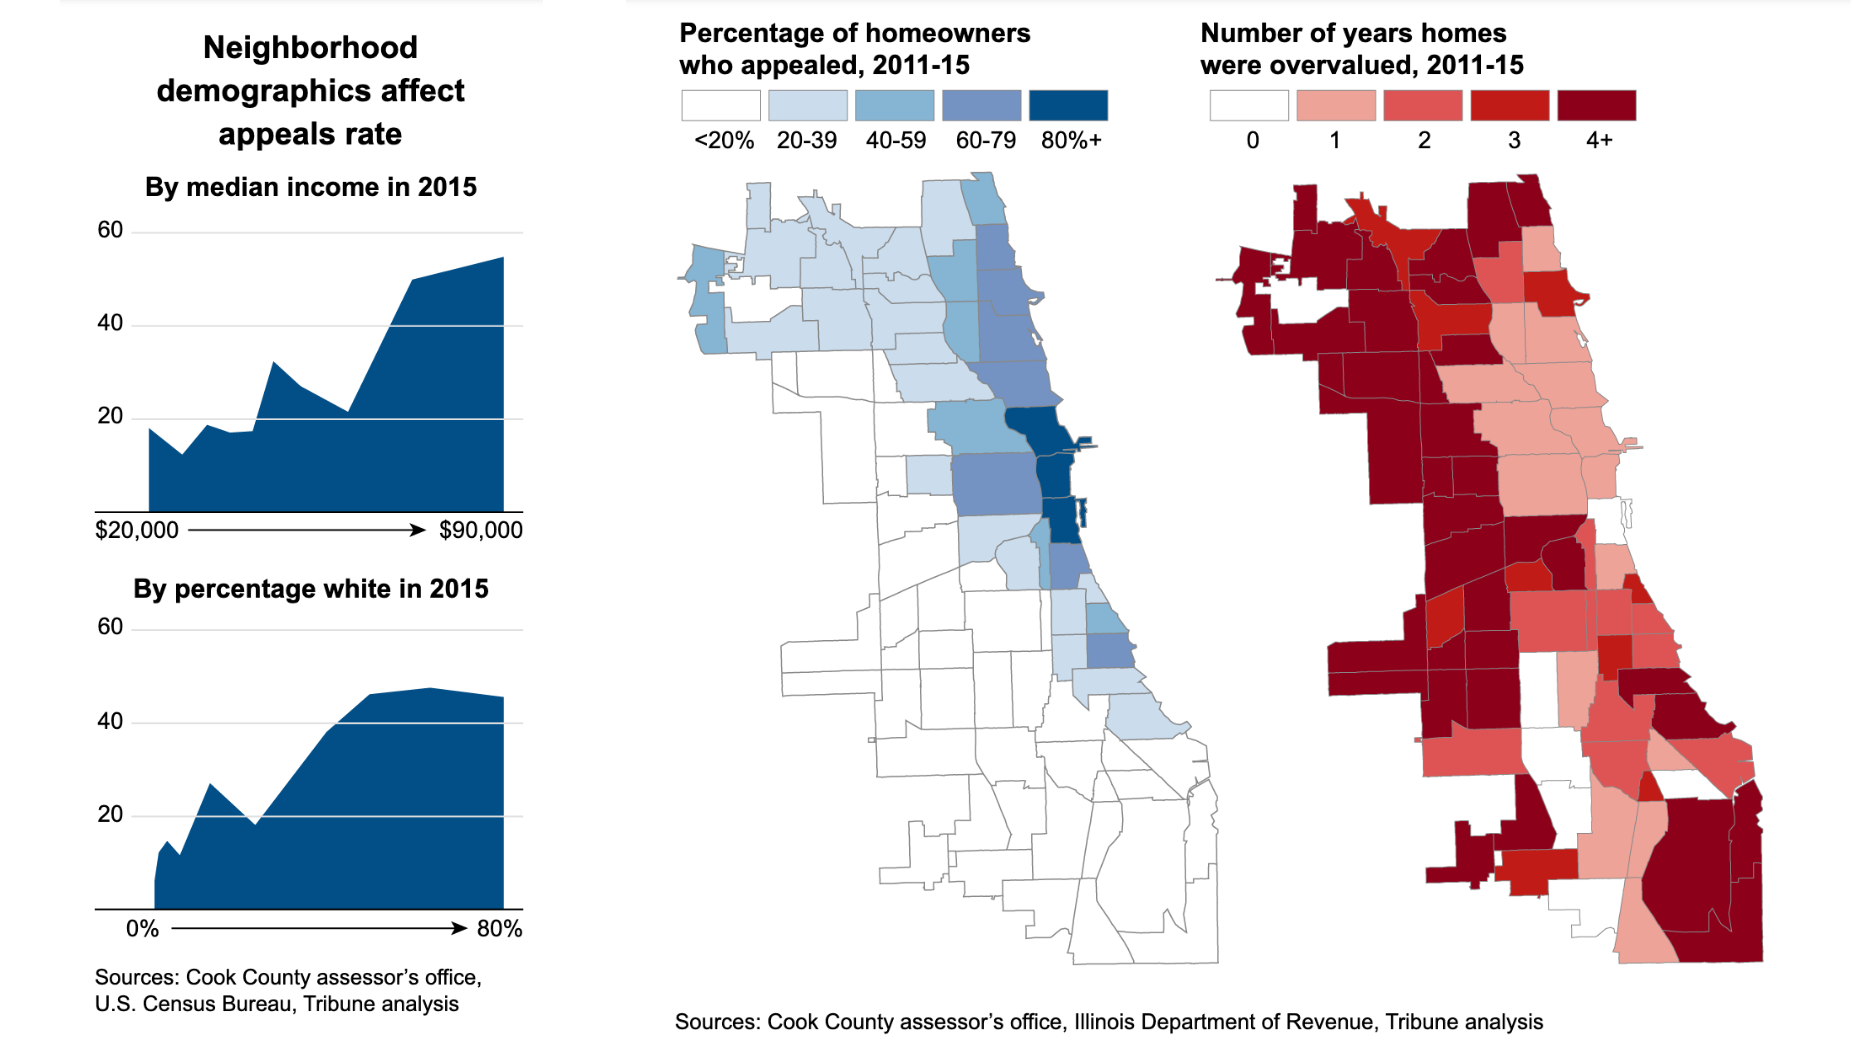 Neighborhood
demographics affect
appeals rate
By median income in 2015
60
40
20
$20,000
$90,000
By percentage white in 2015
60
40
20
0%
80%
Sources: Cook County assessor’s office,
U.S. Census Bureau, Tribune analysis
Percentage of homeowners
who appealed, 2011-15
<20% 20-39 40-59 60-79 80%+
Number of years homes
were overvalued, 2011-15
0 1 2 3 4+
Sources: Cook County assessor’s office, Illinois Department of Revenue, Tribune analysis